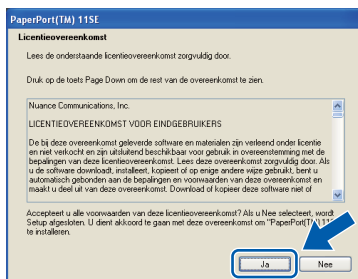 PaperPort(TM) 11SE
Licentieovereenkomst
Lees de onderstaande licentieovereenkomst zorgvuldig door.
Druk op de toets Page Down om de rest van de overeenkomst te zien.
Nuance Communications, Inc.
LICENTIEOVEREENKOMST VOOR EINDGEBRUIKERS
De bij deze overeenkomst geleverde software en materialen zijn verleend onder licentie
en niet verkocht en zijn uitsluitend beschikbaar voor gebruik in overeenstemming met de
bepalingen van deze licentieovereenkomst. Lees deze overeenkomst zorgvuldig door. Als
u de software downloadt, installeert, kopieert of op enige andere wijze gebruikt, bent u
automatisch gebonden aan de bepalingen en voorwaarden van deze overeenkomst en
maakt u deel uit van deze overeenkomst. Download of kopieer deze software niet of
Accepteert u alle voorwaarden van deze licentieovereenkomst? Als u Nee selecteert, wordt
Setup afgesloten. U dient akkoord te gaan met deze overeenkomst om "PaperPort(TM) 11
te installeren.
Ja
Nee